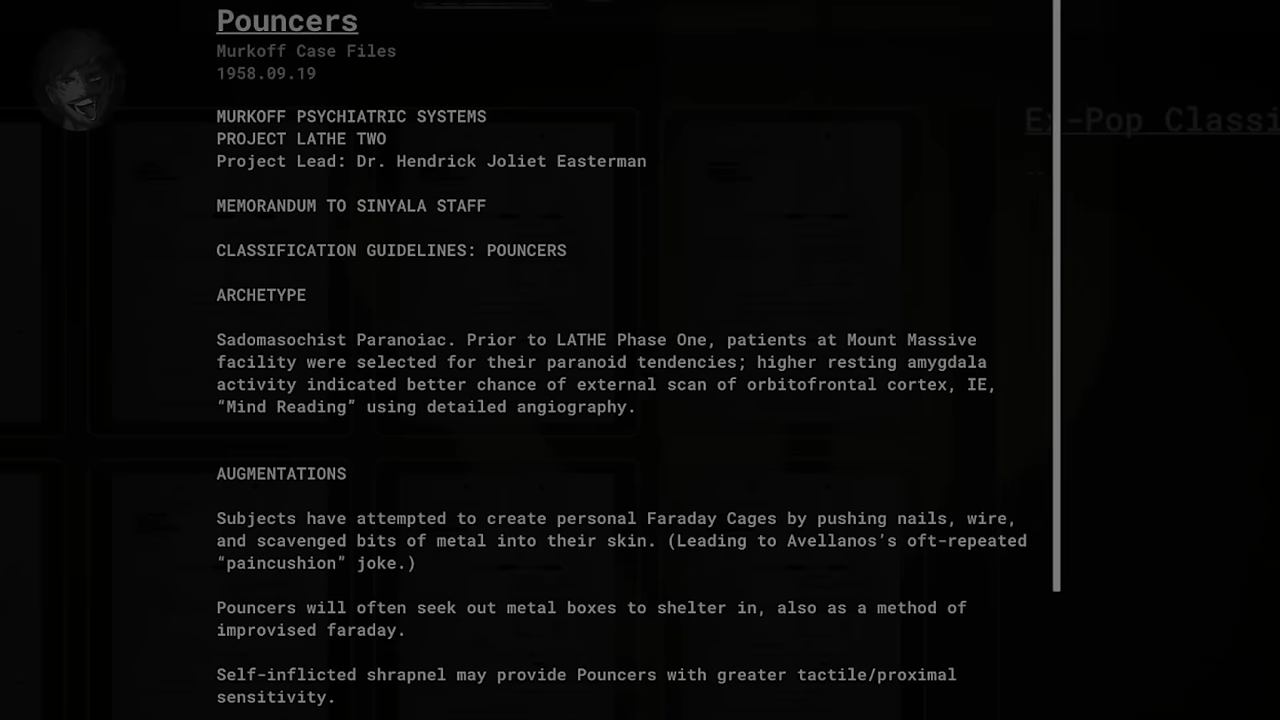 Pouncers
Murkoff Case Files
1958.09.19
MURKOFF PSYCHIATRIC SYSTEMS
PROJECT LATHE TWO
Project Lead: Dr. Hendrick Joliet Easterman
MEMORANDUM TO SINYALA STAFF
CLASSIFICATION GUIDELINES: POUNCERS
ARCHETYPE
Sadomasochist Paranoiac. Prior to LATHE Phase One, patients at Mount Massive
facility were selected for their paranoid tendencies; higher resting amygdala
activity indicated better chance of external scan of orbitofrontal cortex, IE,
“Mind Reading” using detailed angiography.
AUGMENTATIONS
Subjects have attempted to create personal Faraday Cages by pushing nails, wire,
and scavenged bits of metal into their skin. (Leading to Avellanos’s oft-repeated
“paincushion” joke.)
Pouncers will often seek out metal boxes to shelter in, also as a method of
improvised faraday.
Self-inflicted shrapnel may provide Pouncers with greater tactile/proximal
sensitivity.